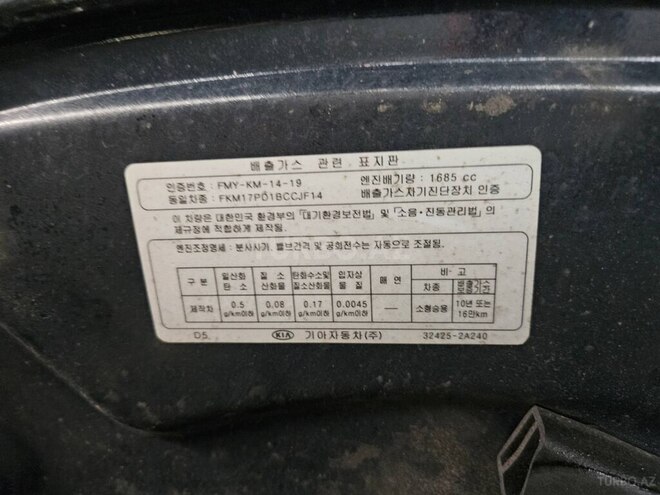 배출가스 관련 표지판
인증번호 : FMY-KM-14-19 엔진배기량 : 1685 cc
동일차종 : FKM17PD1BCCJF14 배출가스자기진단장치 인증
이 차량은 대한민국 환경부의 "대기환경보전법" 및 "소음·진동관리법"의
제규정에 적합하게 제작됨.
엔진조정명세 : 분사시기, 밸브간격 및 공회전수는 자동으로 조절됨.
구 분 일산화탄소 질소산화물 탄화수소및질소산화물 입자상물질 매 연 비 고
차종 보증기간
제작차 0.5 g/km이하 0.08 g/km이하 0.17 g/km이하 0.0045 g/km이하 — 소형승용 10년 또는 16만km
D5. KIA 기아자동차(주) 32425-2A240
TURBO.AZ